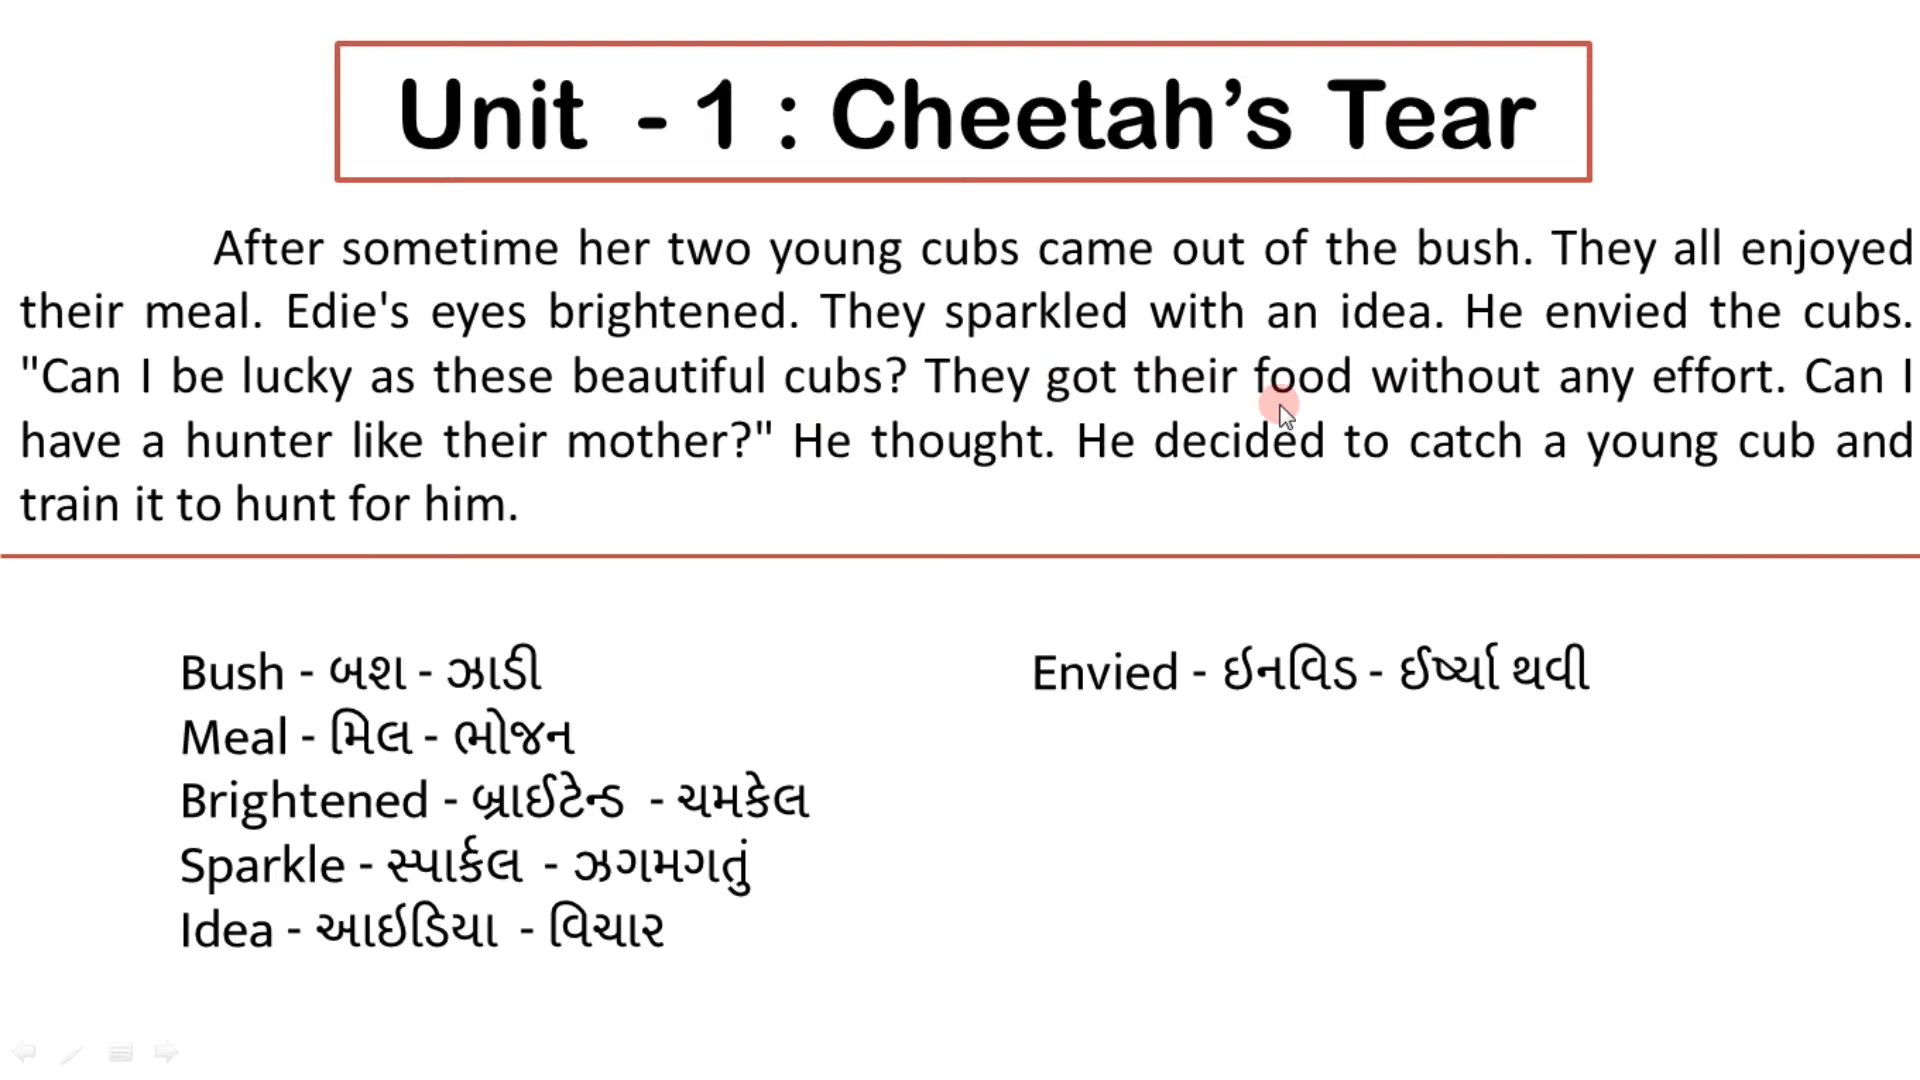 Unit - 1 : Cheetah's Tear
After sometime her two young cubs came out of the bush. They all enjoyed
their meal. Edie's eyes brightened. They sparkled with an idea. He envied the cubs.
"Can I be lucky as these beautiful cubs? They got their food without any effort. Can I
have a hunter like their mother?" He thought. He decided to catch a young cub and
train it to hunt for him.
Bush - બશ - ઝાડી
Meal - મિલ - ભોજન
Brightened - બ્રાઈટેન્ડ - ચમકેલ
Sparkle - સ્પાર્કલ - ઝગમગતું
Idea - આઇડિયા - વિચાર
Envied - ઇનવિડ - ઈર્ષ્યા થવી